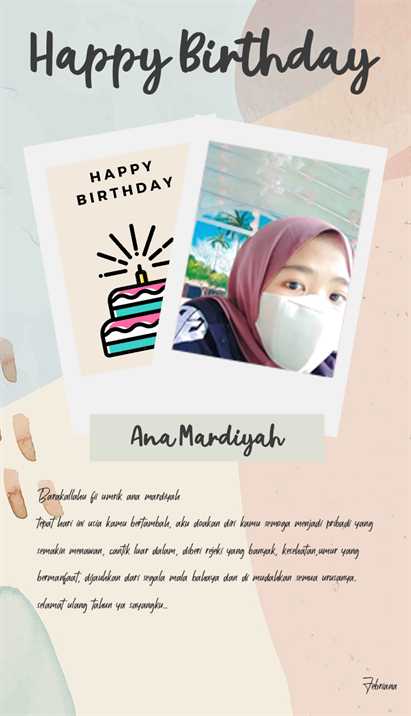 Happy Birthday
HAPPY
BIRTHDAY
Ana Mardiyah
Barakallahu fii umrik ana mardiyah
tepat hari ini usia kamu bertambah, aku doakan diri kamu semoga menjadi pribadi yang
semakin menawan, cantik luar dalam, diberi rejeki yang banyak, kesehatan,umur yang
bermanfaat, dijauhkan dari segala mala bahaya dan di mudahkan semua urusanya.
selamat ulang tahun ya sayangku...
Febriana